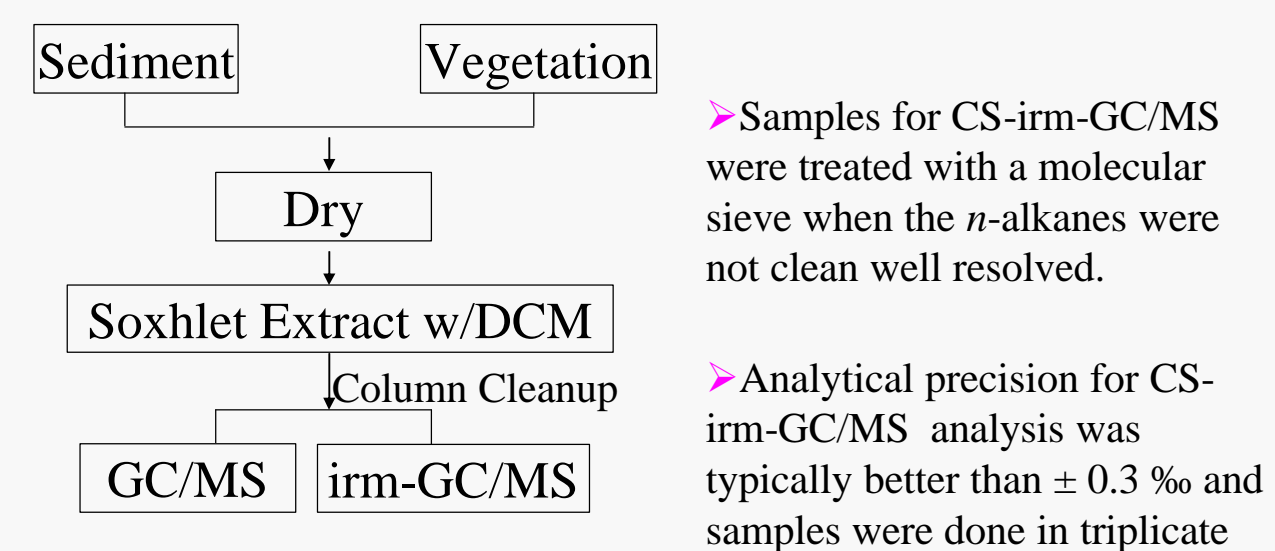 Sediment
Vegetation
Dry
Soxhlet Extract w/DCM
Column Cleanup
GC/MS
irm-GC/MS
➢Samples for CS-irm-GC/MS
were treated with a molecular
sieve when the n-alkanes were
not clean well resolved.
➢Analytical precision for CS-
irm-GC/MS analysis was
typically better than ± 0.3 ‰ and
samples were done in triplicate